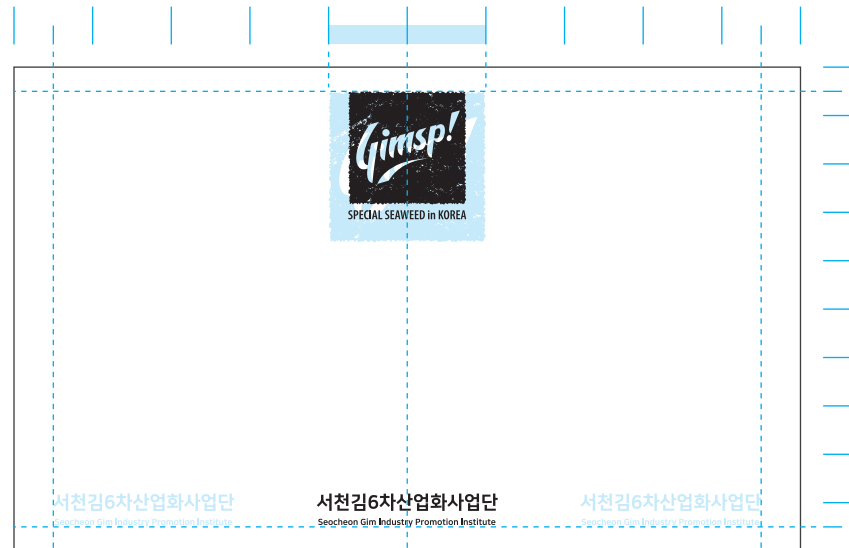 Gimsp!
SPECIAL SEAWEED in KOREA
서천김6차산업화사업단 서천김6차산업화사업단 서천김6차산업화사업단
Seocheon Gim Industry Promotion Institute Seocheon Gim Industry Promotion Institute Seocheon Gim Industry Promotion Institute